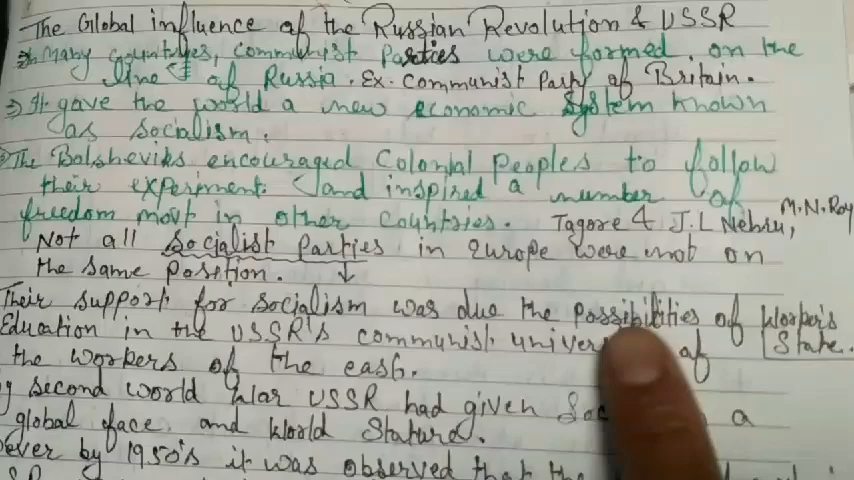 The Global influence of the Russian Revolution & USSR
⇒ Many countries, communist Parties were formed, on the
line of Russia. Ex. Communist Party of Britain.
⇒ It gave the world a new economic System known
as socialism.
The Bolsheviks encouraged Colonial Peoples to follow
their experiment. and inspired a number of
freedom movt in other countries. Tagore & J.L Nehru, M.N. Roy
Not all Socialist Parties in Europe were not on
the same Position. ↓
Their support for Socialism was due the Possibilities of Worker's State.
Education in the USSR's communist of
the workers of the east.
second world War USSR had given a
global face and World Stature.
ever by 1950's it was observed that the